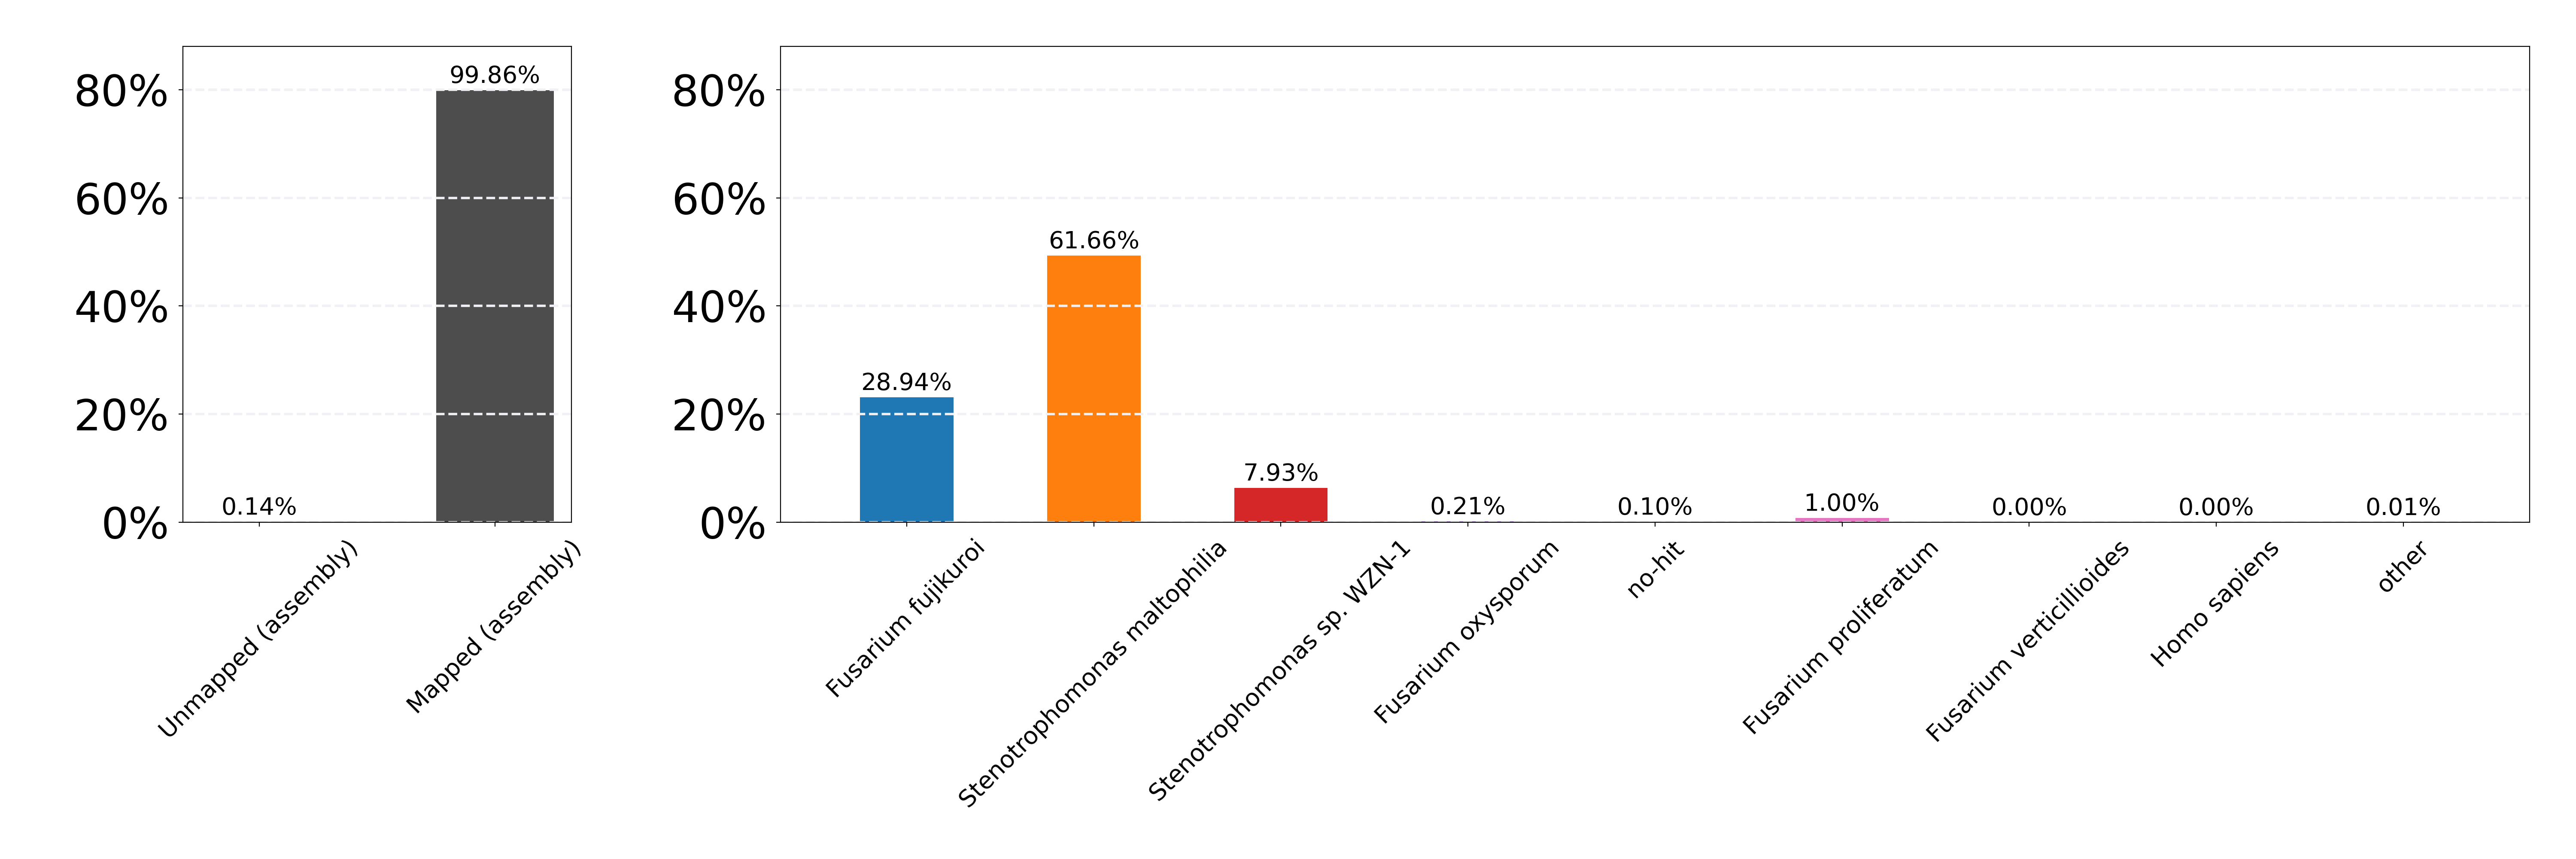 80%
60%
40%
20%
0%
99.86%
0.14%
Unmapped (assembly)
Mapped (assembly)
80%
60%
40%
20%
0%
28.94%
61.66%
7.93%
0.21%
0.10%
1.00%
0.00%
0.00%
0.01%
Fusarium fujikuroi
Stenotrophomonas maltophilia
Stenotrophomonas sp. WZN-1
Fusarium oxysporum
no-hit
Fusarium proliferatum
Fusarium verticillioides
Homo sapiens
other